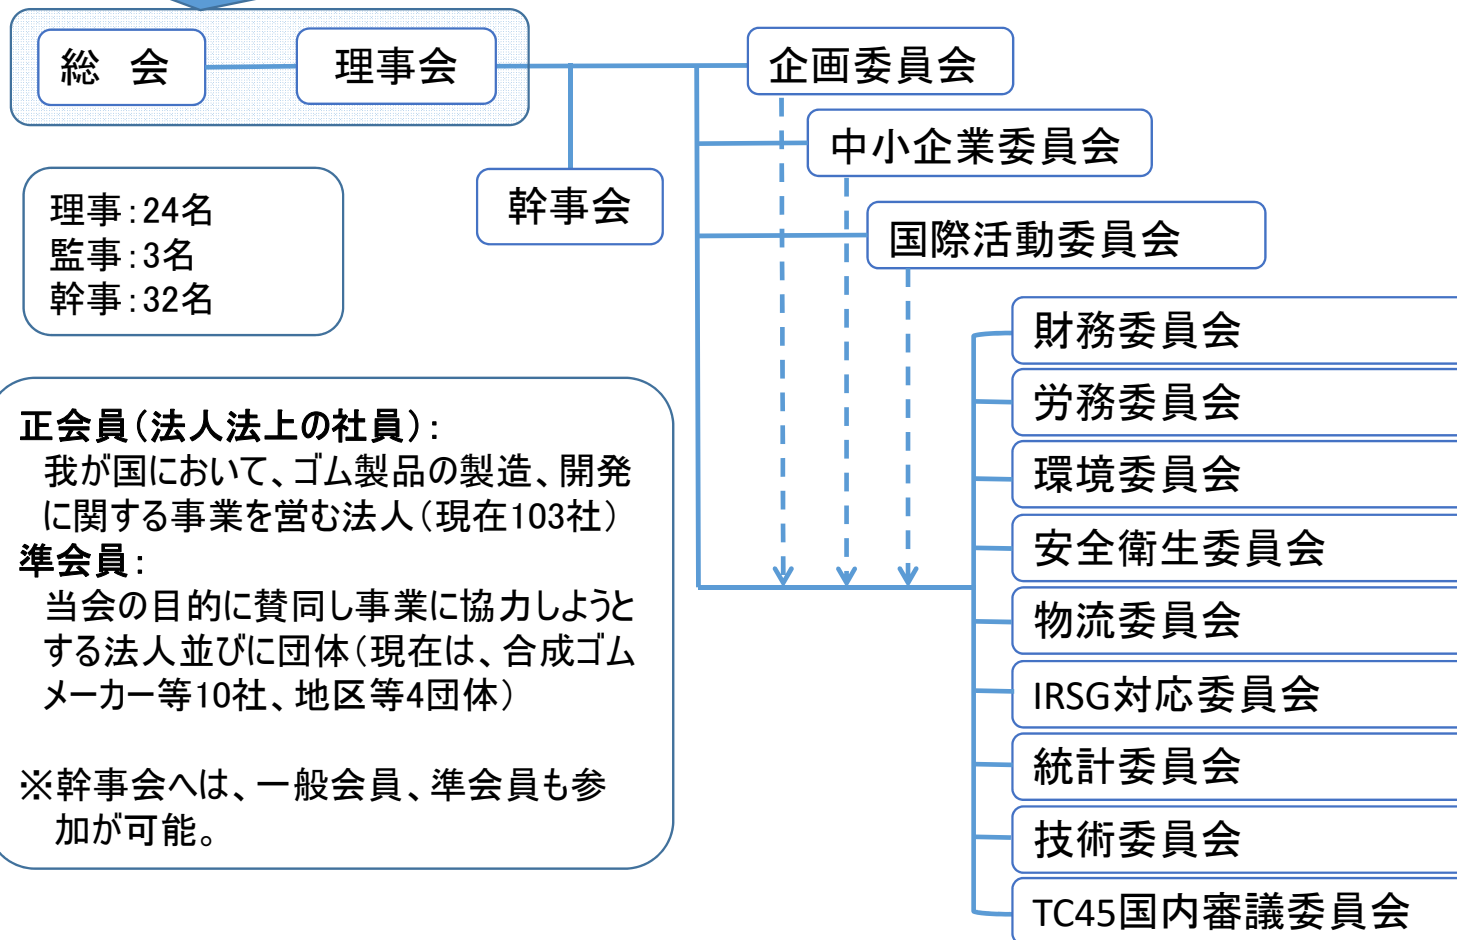 総　会
理事会
企画委員会
中小企業委員会
幹事会
国際活動委員会
理事：24名
監事：3名
幹事：32名
財務委員会
労務委員会
環境委員会
安全衛生委員会
物流委員会
IRSG対応委員会
統計委員会
技術委員会
TC45国内審議委員会
正会員（法人法上の社員）：
我が国において、ゴム製品の製造、開発
に関する事業を営む法人（現在103社）
準会員：
当会の目的に賛同し事業に協力しようと
する法人並びに団体（現在は、合成ゴム
メーカー等10社、地区等4団体）
※幹事会へは、一般会員、準会員も参
加が可能。